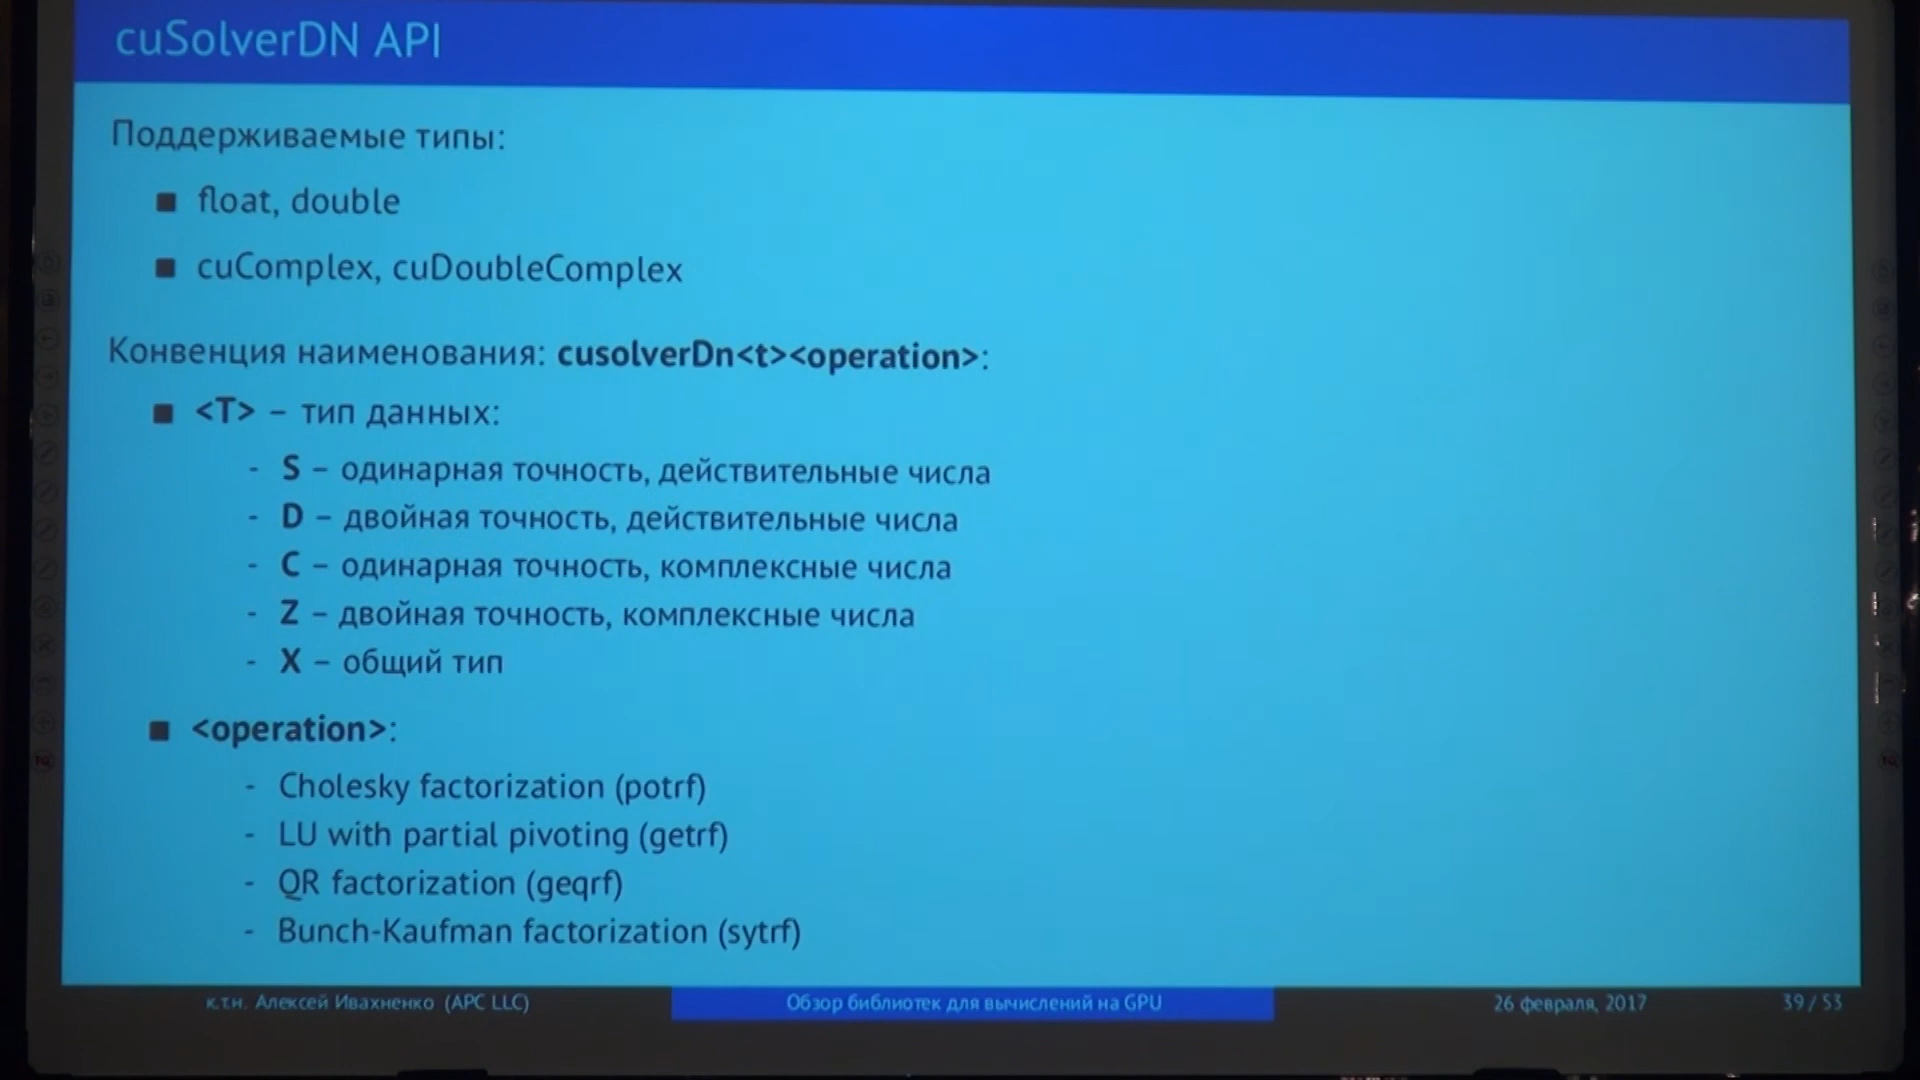 cuSolverDN API
Поддерживаемые типы:
■ float, double
■ cuComplex, cuDoubleComplex
Конвенция наименования: cusolverDn<t><operation>:
■ <T> – тип данных:
- S – одинарная точность, действительные числа
- D – двойная точность, действительные числа
- C – одинарная точность, комплексные числа
- Z – двойная точность, комплексные числа
- X – общий тип
■ <operation>:
- Cholesky factorization (potrf)
- LU with partial pivoting (getrf)
- QR factorization (geqrf)
- Bunch-Kaufman factorization (sytrf)
к.т.н. Алексей Ивахненко (APC LLC) Обзор библиотек для вычислений на GPU 26 февраля, 2017 39 / 53